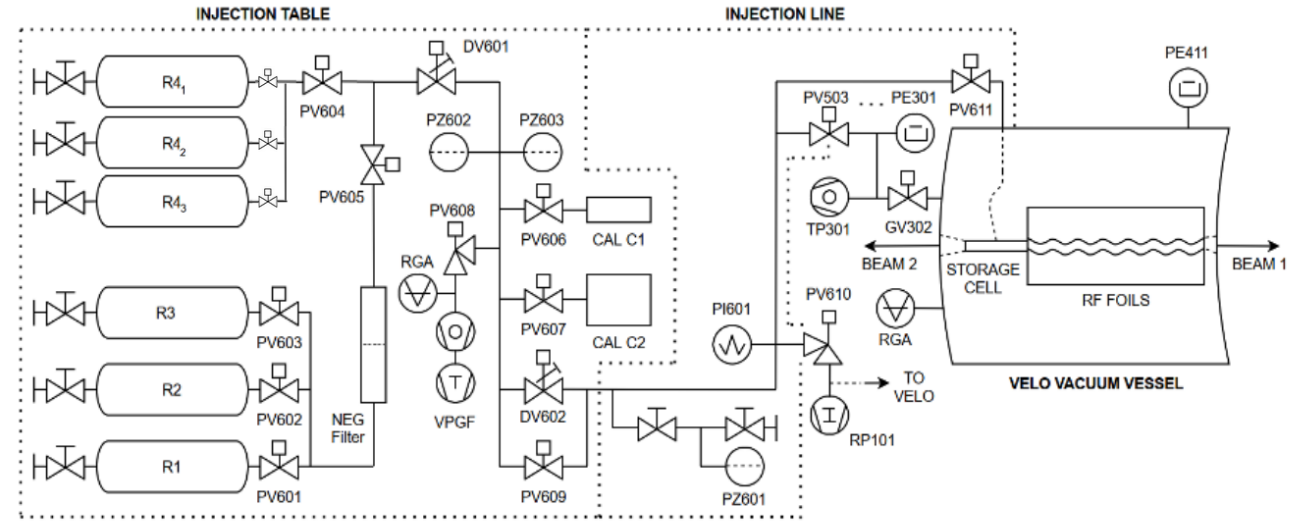 INJECTION TABLE
INJECTION LINE
DV601
PE411
R4₁
PV604
PV503
...
PE301
PV611
PZ602
PZ603
R4₂
PV605
R4₃
PV608
PV606
CAL C1
TP301
GV302
RGA
BEAM 2
STORAGE
CELL
BEAM 1
RF FOILS
R3
PV603
PV607
CAL C2
PI601
PV610
RGA
VELO VACUUM VESSEL
R2
PV602
NEG
Filter
VPGF
DV602
TO
VELO
RP101
R1
PV601
PV609
PZ601